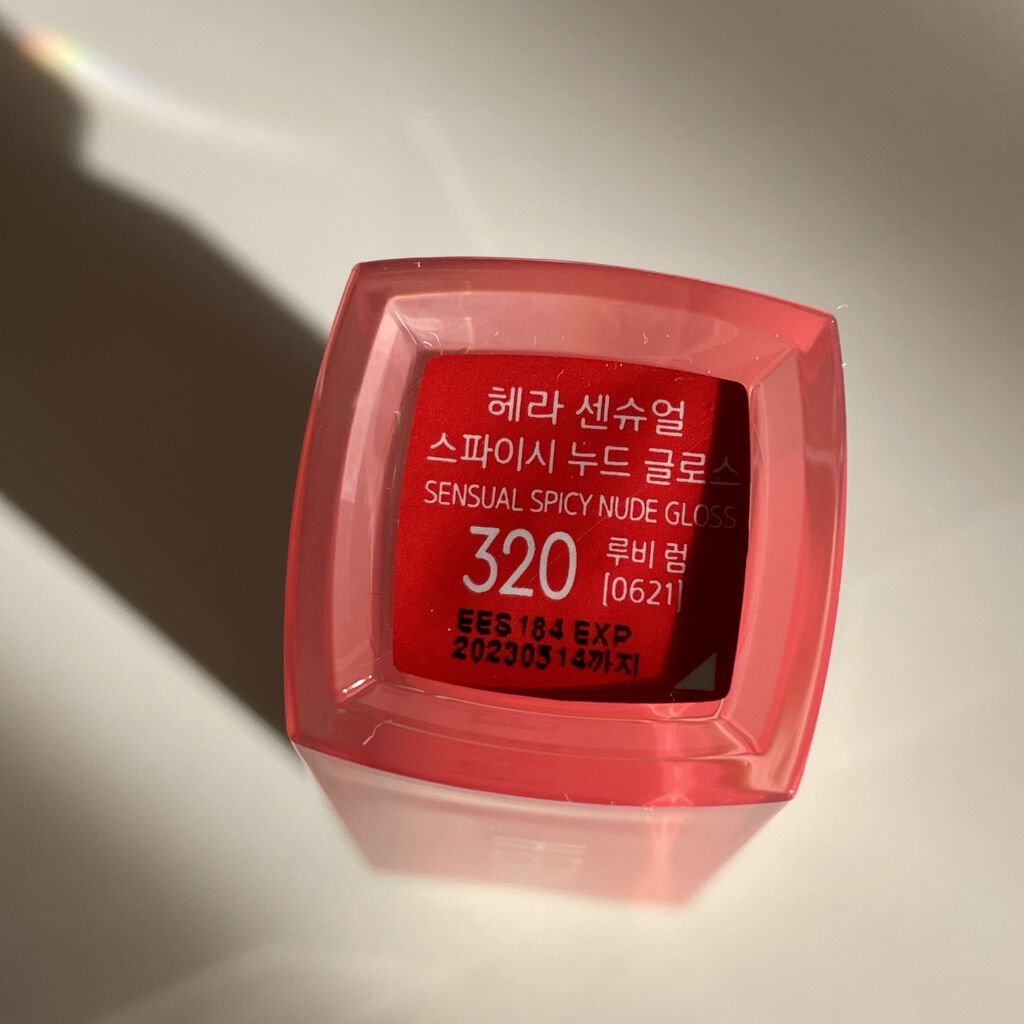 헤라 센슈얼
스파이시 누드 글로스
SENSUAL SPICY NUDE GLOSS
320 루비 럼
[0621]
EES184 EXP
20230514까지